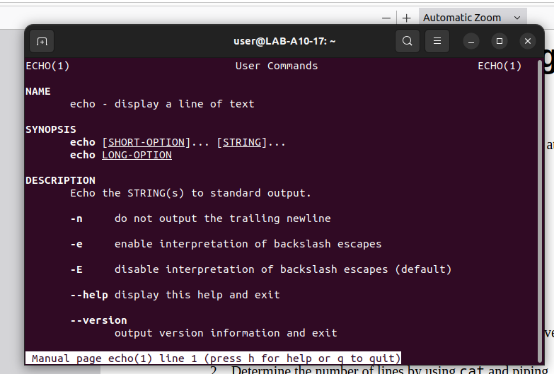 Automatic Zoom
user@LAB-A10-17: ~
ECHO(1) User Commands ECHO(1)
NAME
echo - display a line of text
SYNOPSIS
echo [SHORT-OPTION]... [STRING]...
echo LONG-OPTION
DESCRIPTION
Echo the STRING(s) to standard output.
-n do not output the trailing newline
-e enable interpretation of backslash escapes
-E disable interpretation of backslash escapes (default)
--help display this help and exit
--version
output version information and exit
Manual page echo(1) line 1 (press h for help or q to quit)
2. Determine the number of lines by using cat and piping